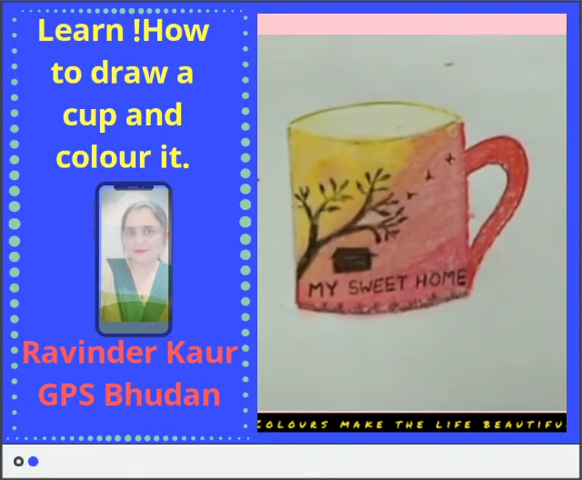 Learn !How
to draw a
cup and
colour it.
Ravinder Kaur
GPS Bhudan
MY SWEET HOME
COLOURS MAKE THE LIFE BEAUTIFU